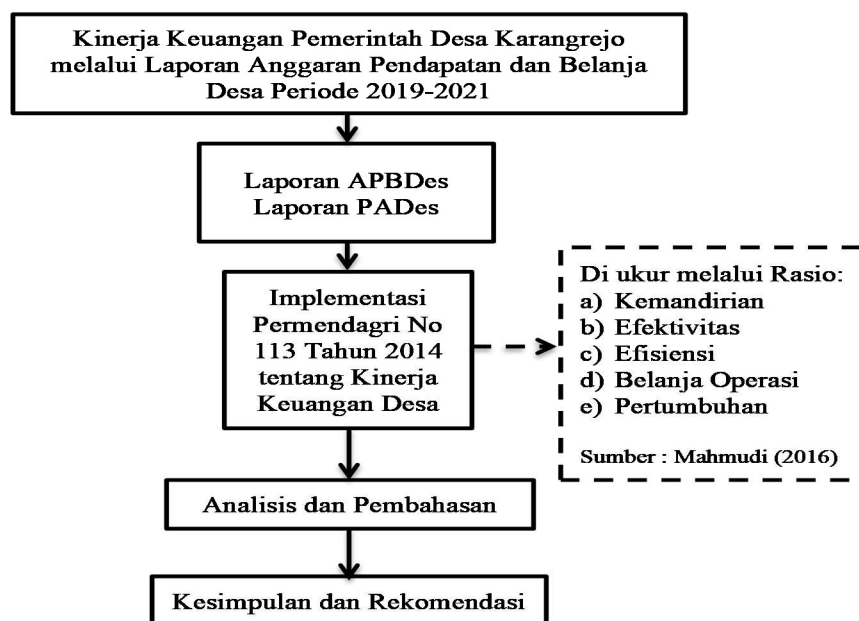 Kinerja Keuangan Pemerintah Desa Karangrejo
melalui Laporan Anggaran Pendapatan dan Belanja
Desa Periode 2019-2021
Laporan APBDes
Laporan PADes
Implementasi
Permendagri No
113 Tahun 2014
tentang Kinerja
Keuangan Desa
Di ukur melalui Rasio:
a) Kemandirian
b) Efektivitas
c) Efisiensi
d) Belanja Operasi
e) Pertumbuhan
Sumber : Mahmudi (2016)
Analisis dan Pembahasan
Kesimpulan dan Rekomendasi